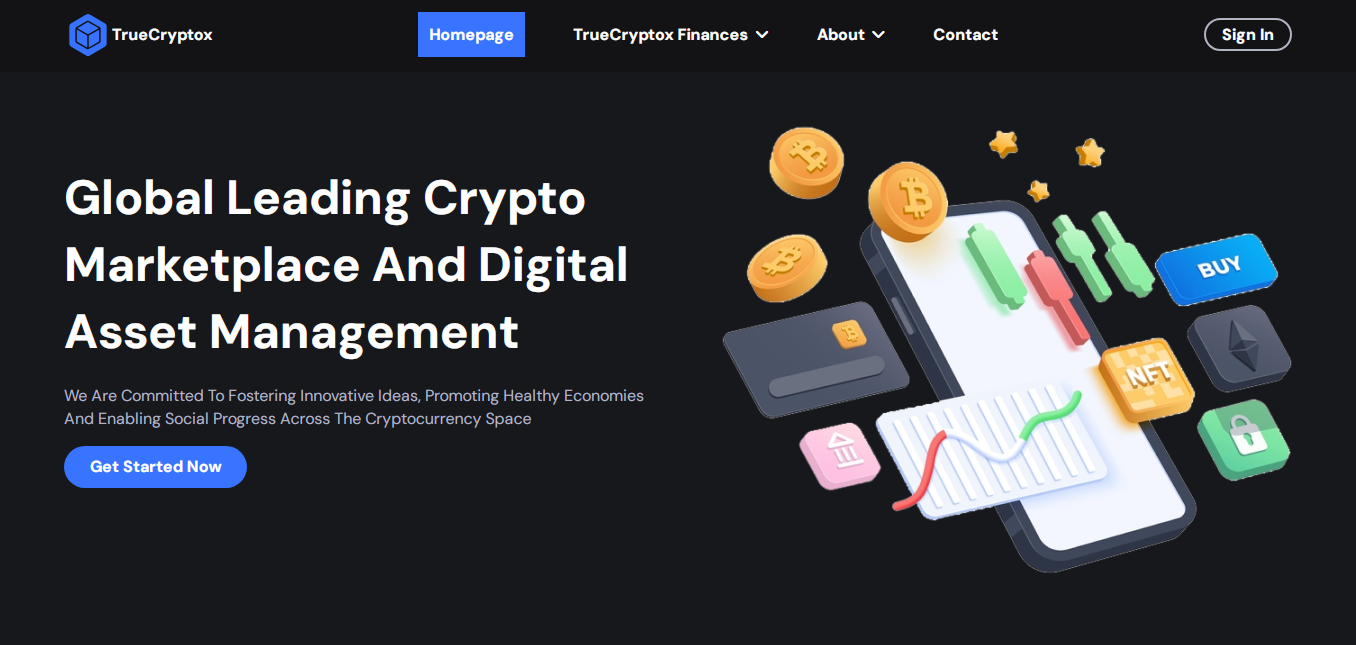 TrueCryptox
Homepage
TrueCryptox Finances
About
Contact
Sign In
Global Leading Crypto
Marketplace And Digital
Asset Management
We Are Committed To Fostering Innovative Ideas, Promoting Healthy Economies
And Enabling Social Progress Across The Cryptocurrency Space
Get Started Now
BUY
NFT